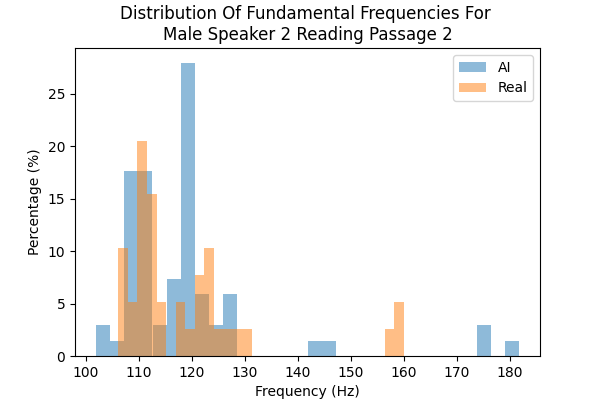 Distribution Of Fundamental Frequencies For
Male Speaker 2 Reading Passage 2
AI
Real
Percentage (%)
25
20
15
10
5
0
100 110 120 130 140 150 160 170 180
Frequency (Hz)